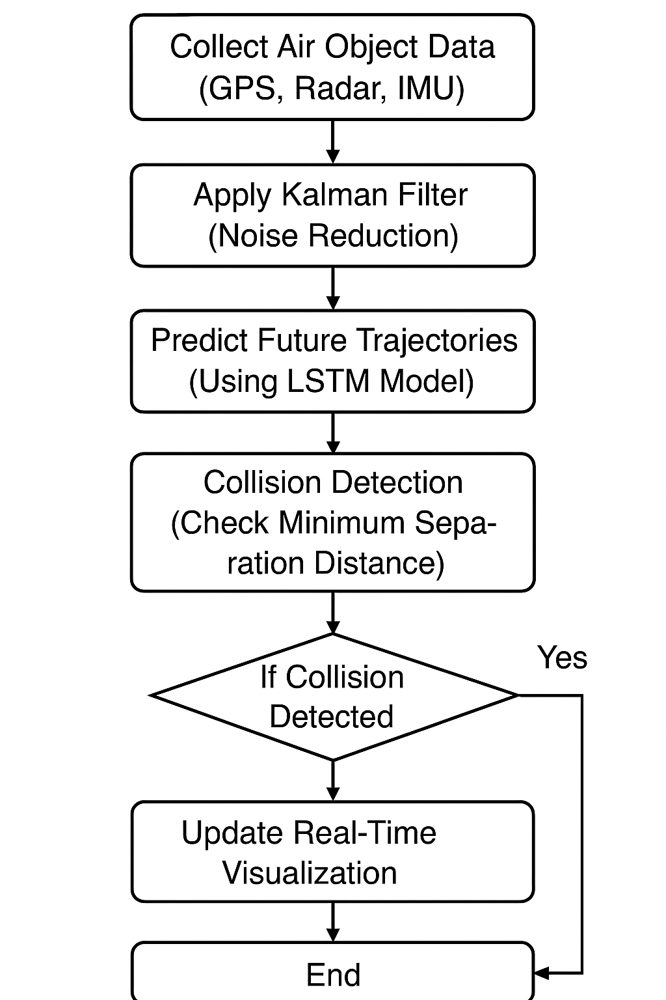 Collect Air Object Data
(GPS, Radar, IMU)
Apply Kalman Filter
(Noise Reduction)
Predict Future Trajectories
(Using LSTM Model)
Collision Detection
(Check Minimum Sepa-
ration Distance)
If Collision
Detected
Yes
Update Real-Time
Visualization
End